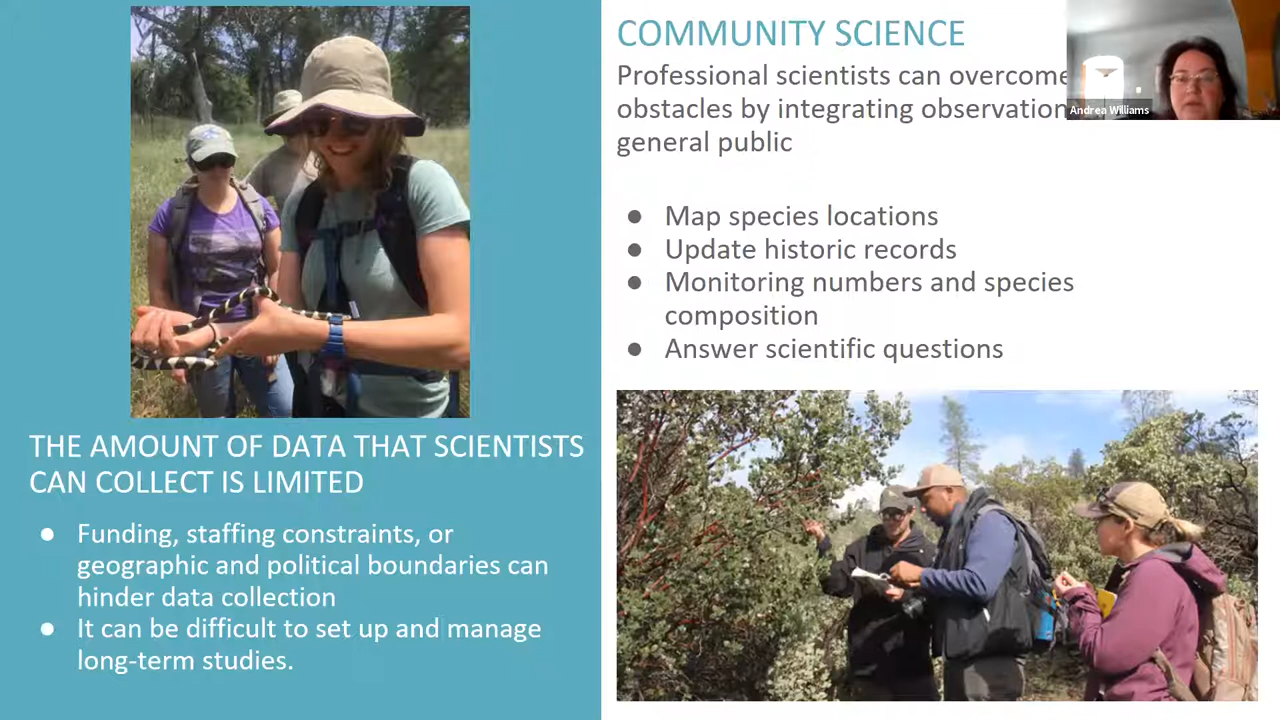 THE AMOUNT OF DATA THAT SCIENTISTS
CAN COLLECT IS LIMITED
● Funding, staffing constraints, or
geographic and political boundaries can
hinder data collection
● It can be difficult to set up and manage
long-term studies.
COMMUNITY SCIENCE
Professional scientists can overcome
obstacles by integrating observation
general public
● Map species locations
● Update historic records
● Monitoring numbers and species
composition
● Answer scientific questions
Andrea Williams